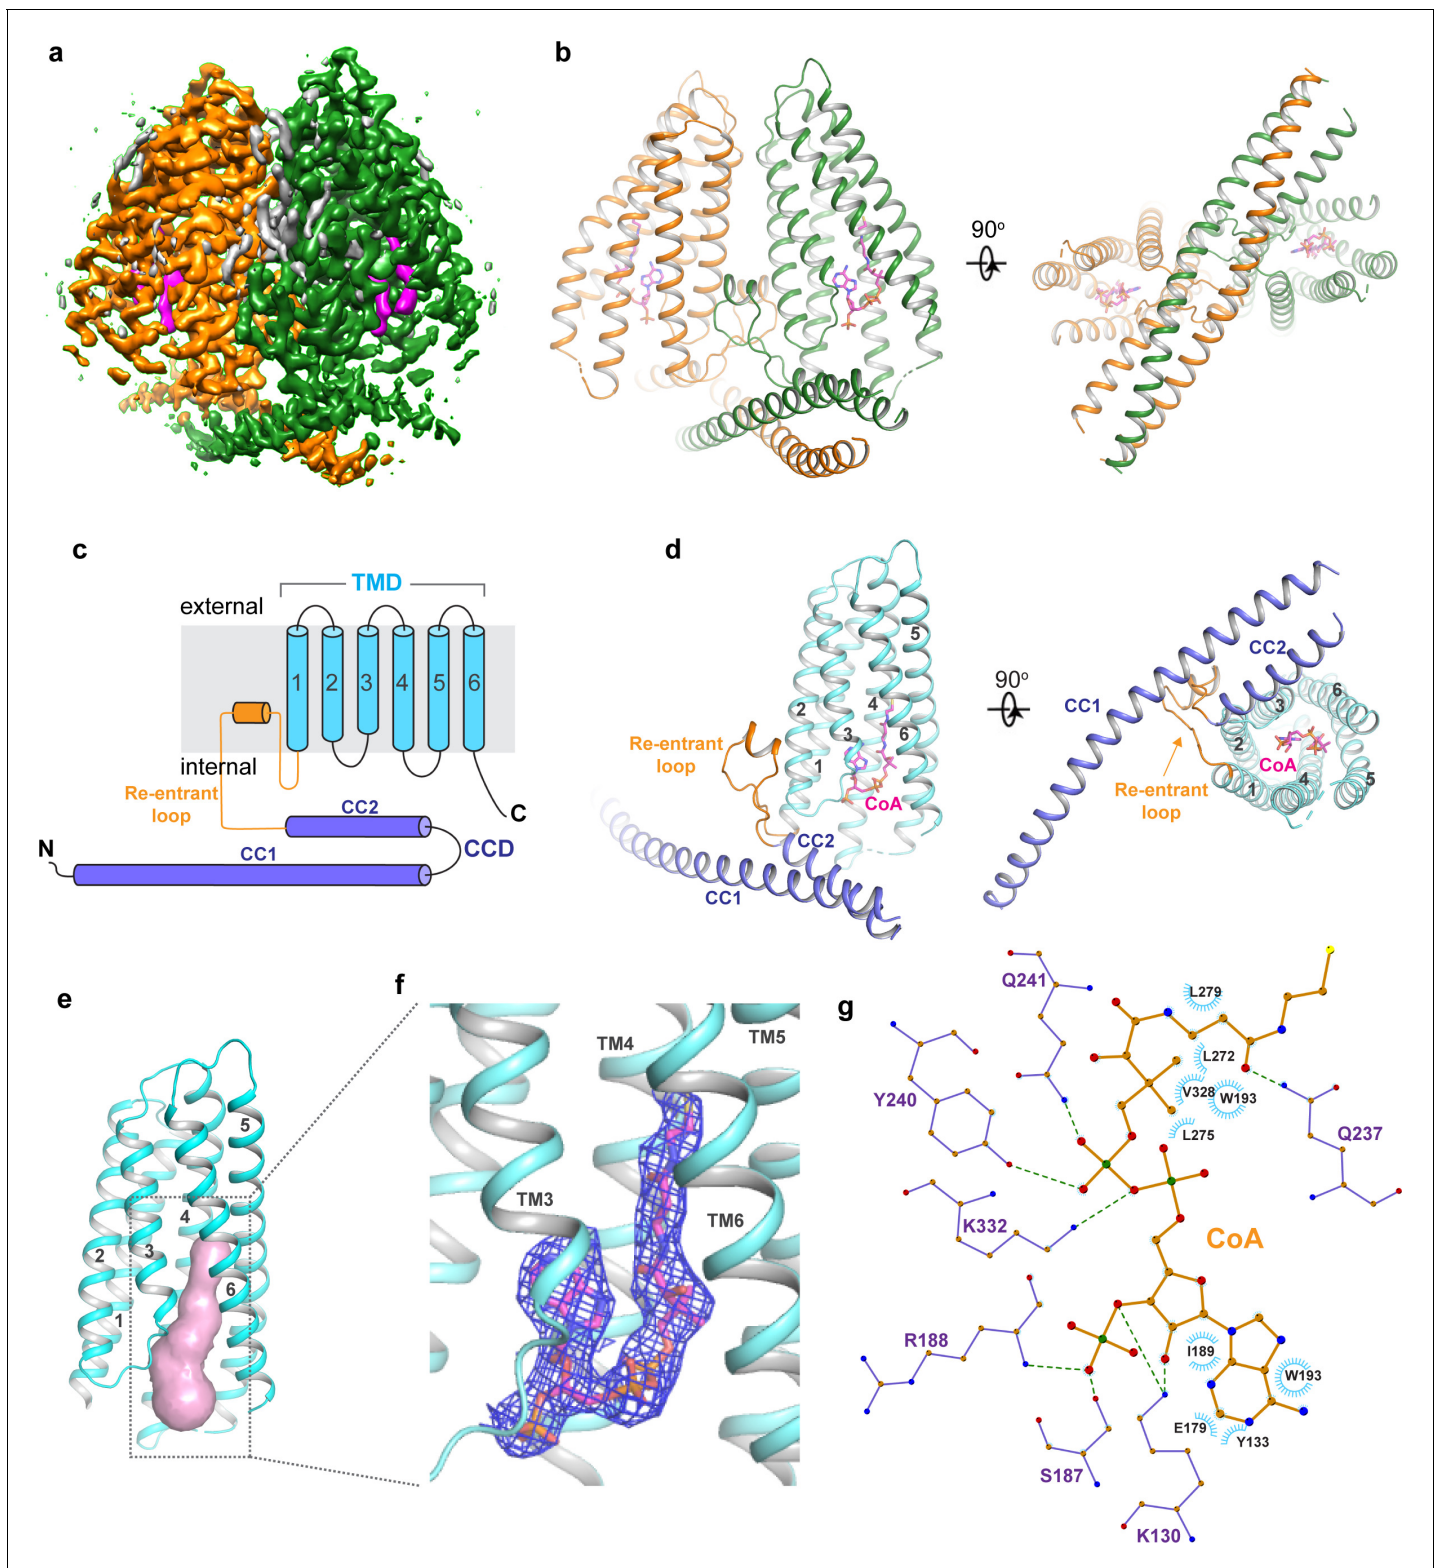 a
b
90°
c
TMD
external
1 2 3 4 5 6
internal
Re-entrant
loop
CC2
C
N
CC1
CCD
d
5
2
4
3
6
1
Re-entrant
loop
CoA
CC2
CC1
90°
CC2
CC1
6
3
2
CoA
4
5
1
Re-entrant
loop
e
5
4
2
3
6
1
f
TM4
TM5
TM3
TM6
g
Q241
L279
L272
Y240
V328
W193
L275
Q237
K332
CoA
R188
I189
W193
E179
Y133
S187
K130